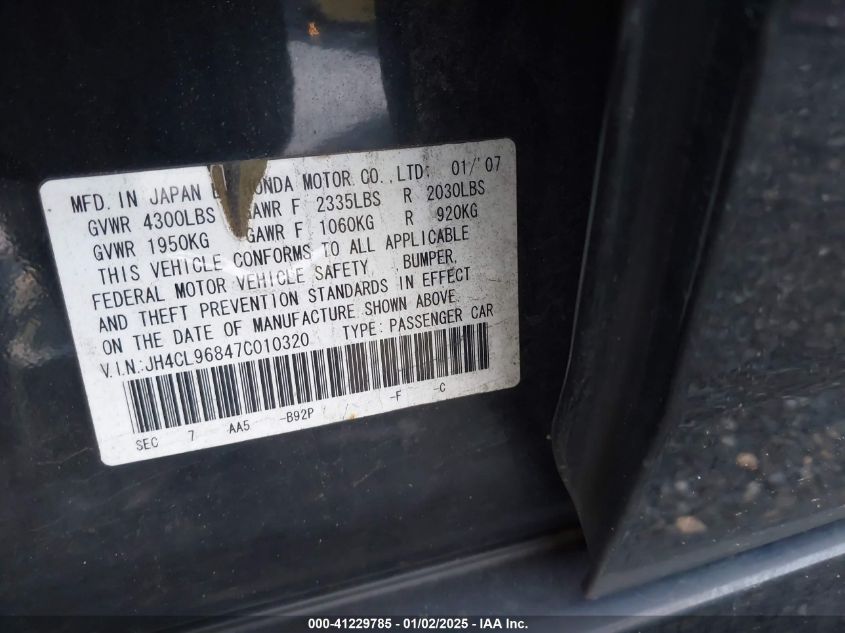 MFD. IN JAPAN B ONDA MOTOR CO., LTD. 01/'07
GVWR 4300LBS GAWR F 2335LBS R 2030LBS
GVWR 1950KG GAWR F 1060KG R 920KG
THIS VEHICLE CONFORMS TO ALL APPLICABLE
FEDERAL MOTOR VEHICLE SAFETY, BUMPER,
AND THEFT PREVENTION STANDARDS IN EFFECT
ON THE DATE OF MANUFACTURE SHOWN ABOVE.
V.I.N.:JH4CL96847C010320 TYPE: PASSENGER CAR
SEC 7 AA5 -B92P -F -C
000-41229785 - 01/02/2025 - IAA Inc.